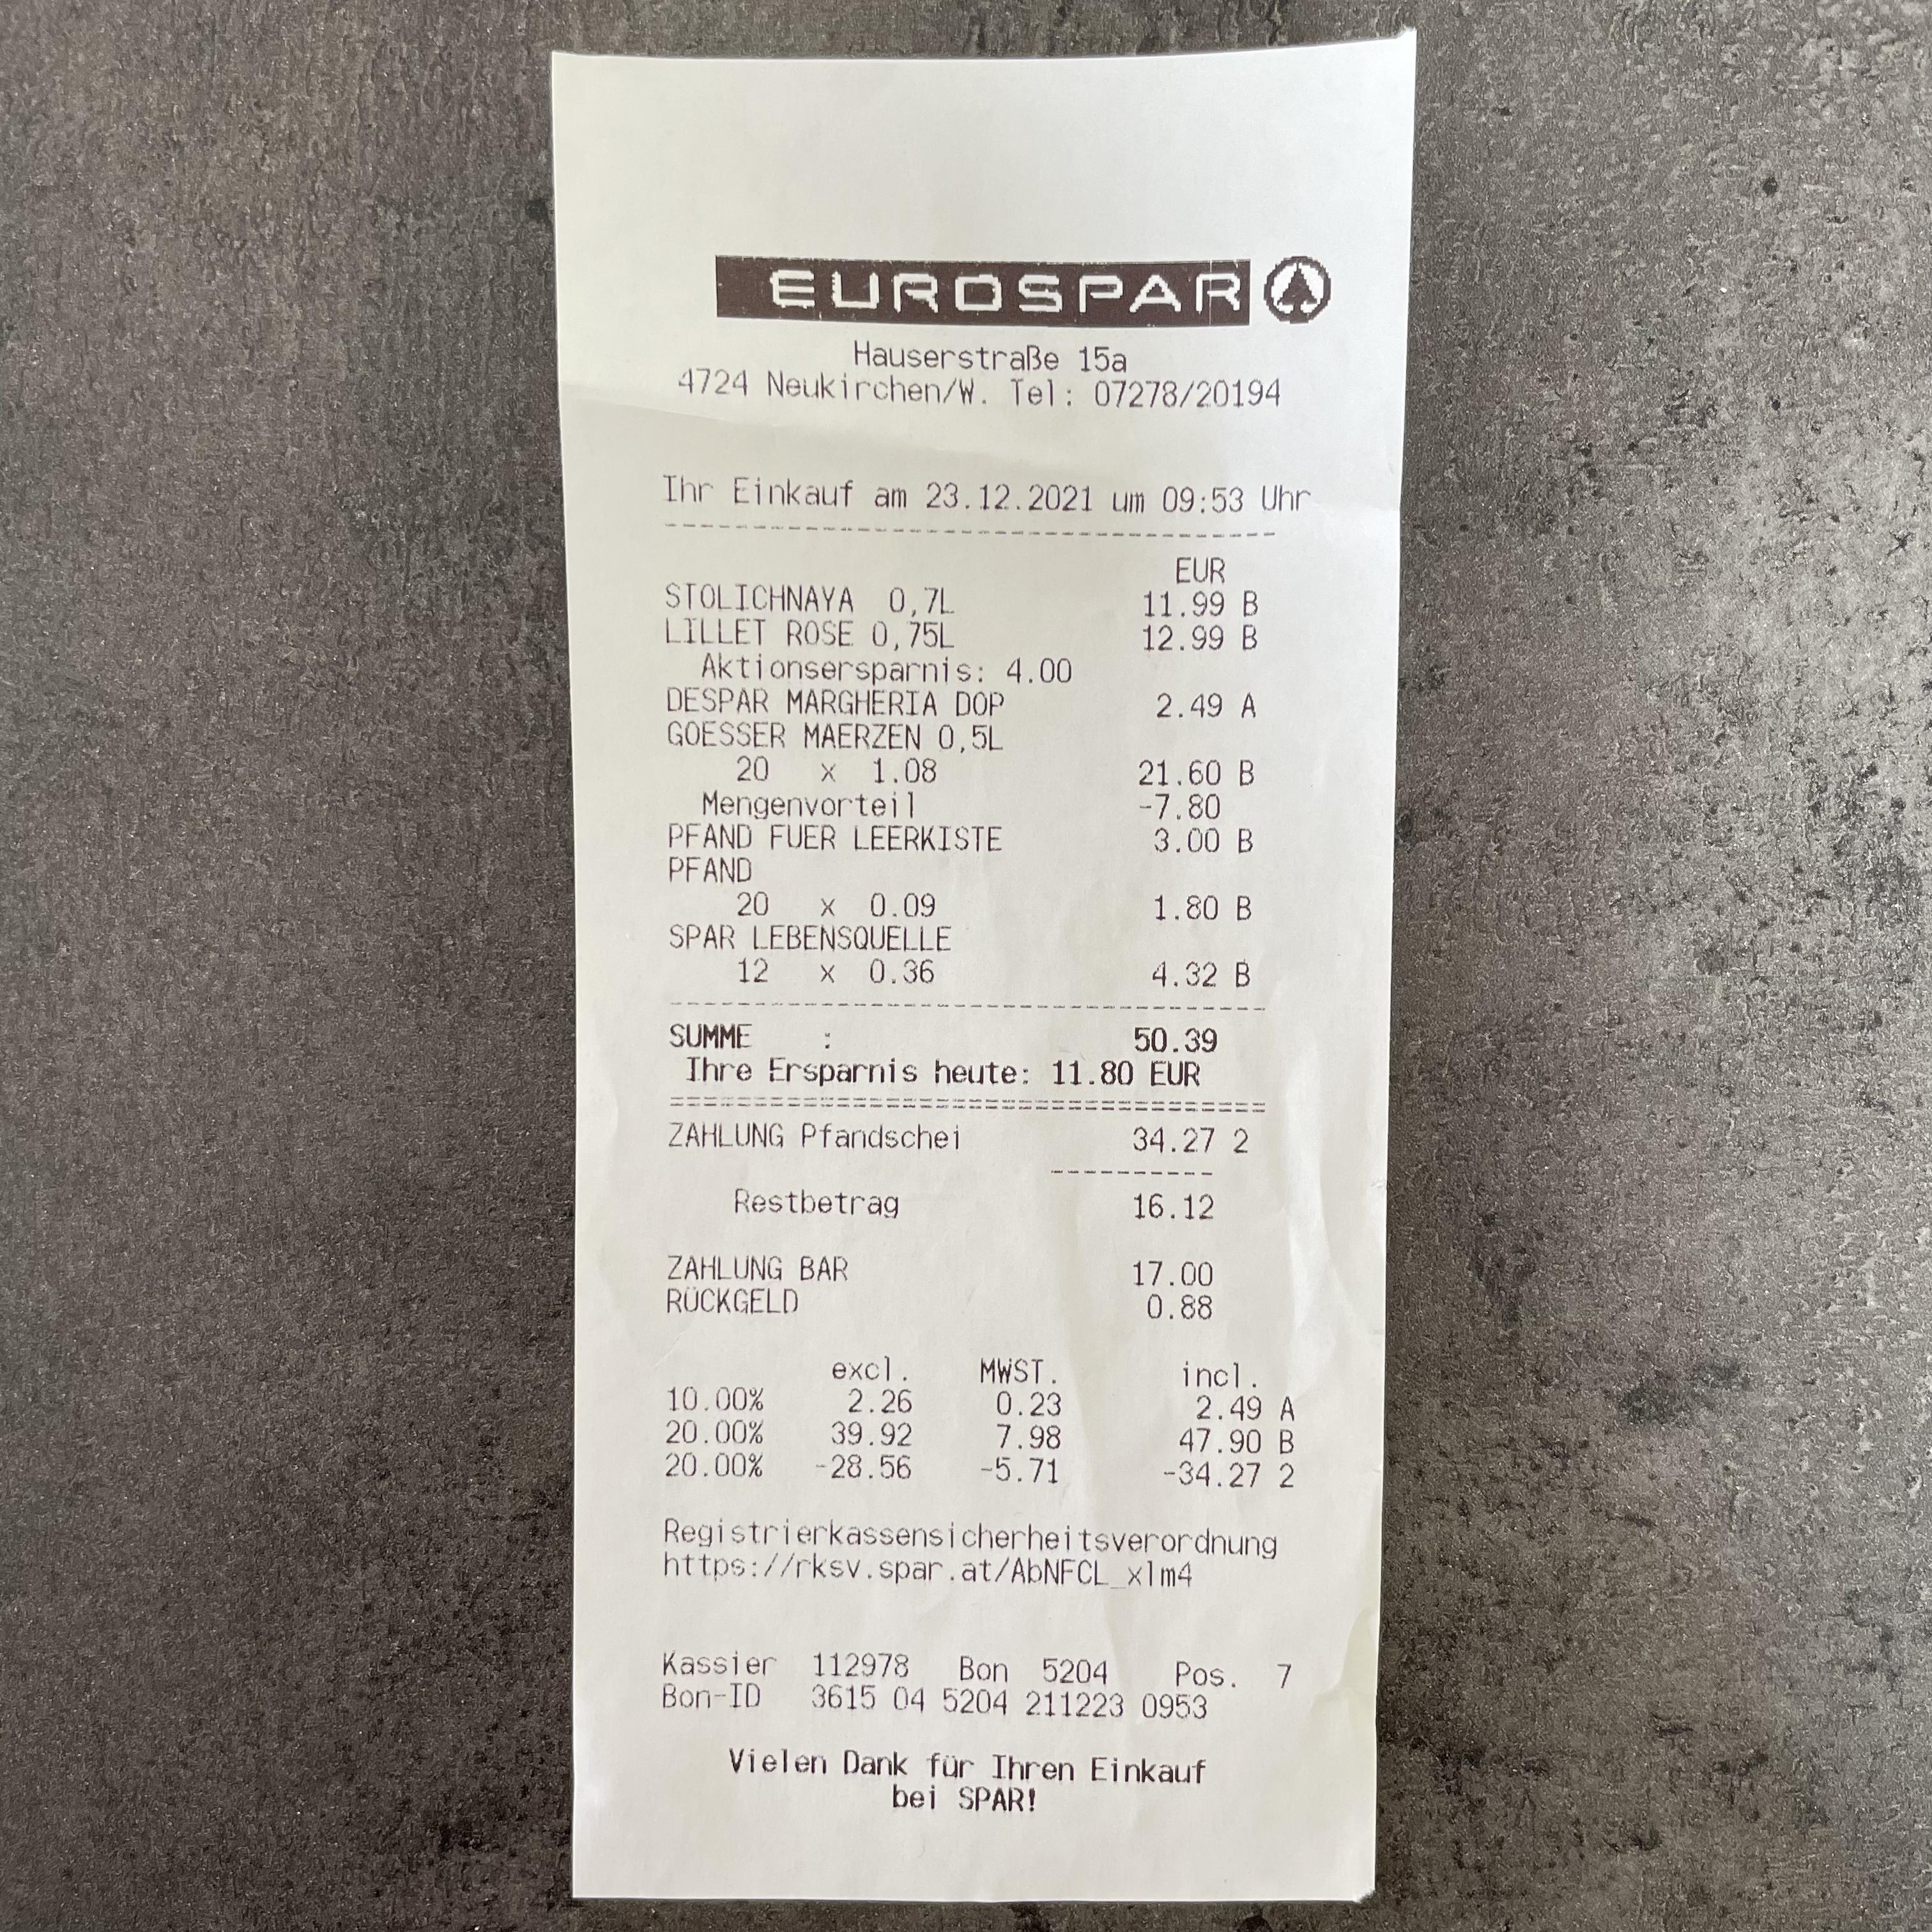 EUROSPAR
Hauserstraße 15a
4724 Neukirchen/W. Tel: 07278/20194
Ihr Einkauf am 23.12.2021 um 09:53 Uhr
EUR
STOLICHNAYA 0,7L 11.99 B
LILLET ROSE 0,75L 12.99 B
Aktionsersparnis: 4.00
DESPAR MARGHERIA DOP 2.49 A
GOESSER MAERZEN 0,5L
20 x 1.08 21.60 B
Mengenvorteil -7.80
PFAND FUER LEERKISTE 3.00 B
PFAND
20 x 0.09 1.80 B
SPAR LEBENSQUELLE
12 x 0.36 4.32 B
SUMME : 50.39
Ihre Ersparnis heute: 11.80 EUR
ZAHLUNG Pfandschei 34.27 2
Restbetrag 16.12
ZAHLUNG BAR 17.00
RÜCKGELD 0.88
excl. MWST. incl.
10.00% 2.26 0.23 2.49 A
20.00% 39.92 7.98 47.90 B
20.00% -28.56 -5.71 -34.27 2
Registrierkassensicherheitsverordnung
https://rksv.spar.at/AbNFCL_xlm4
Kassier 112978 Bon 5204 Pos. 7
Bon-ID 3615 04 5204 211223 0953
Vielen Dank für Ihren Einkauf
bei SPAR!